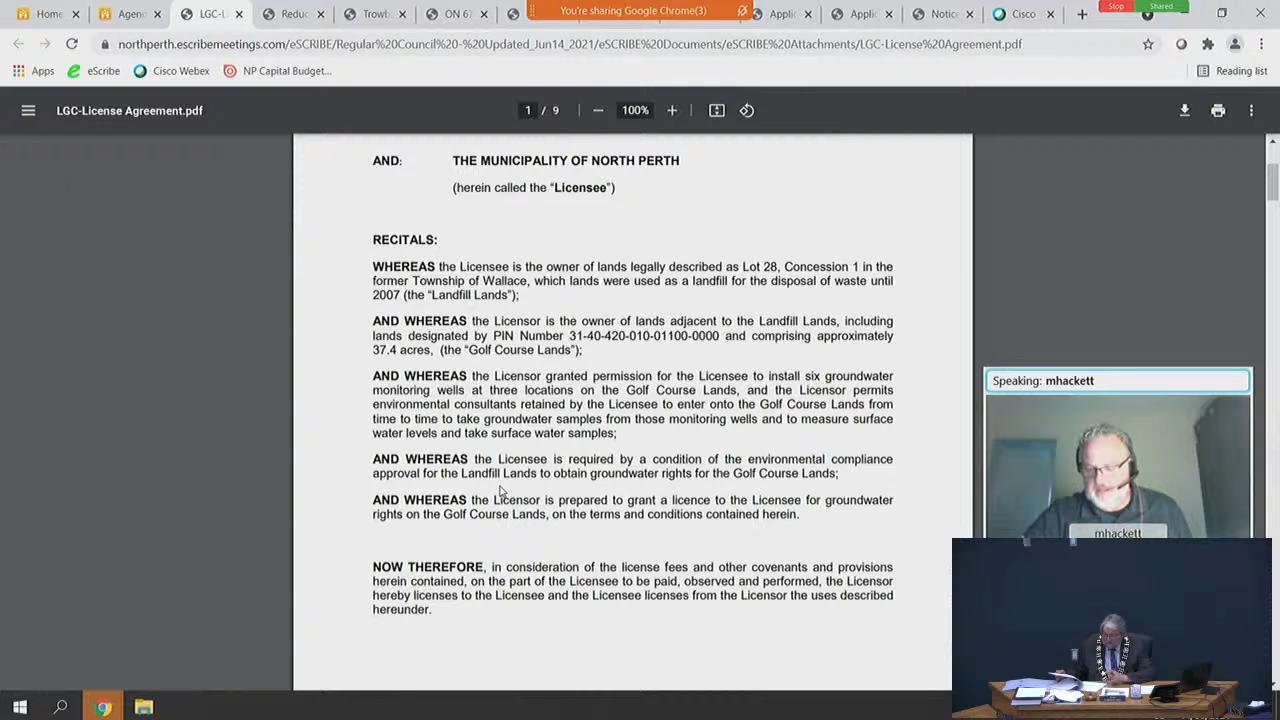 Home
Agen
LGC-L
Reduc
Trowb
ON 67
You're sharing Google Chrome(3)
Applic
Applic
Notice
Cisco
Stop
Shared
northperth.escribemeetings.com/eSCRIBE/Regular%20Council%20-%20Updated_Jun14_2021/eSCRIBE%20Documents/eSCRIBE%20Attachments/LGC-License%20Agreement.pdf
Apps
eScribe
Cisco Webex
NP Capital Budget...
Reading list
LGC-License Agreement.pdf
1 / 9
100%
AND: THE MUNICIPALITY OF NORTH PERTH
(herein called the “Licensee”)
RECITALS:
WHEREAS the Licensee is the owner of lands legally described as Lot 28, Concession 1 in the
former Township of Wallace, which lands were used as a landfill for the disposal of waste until
2007 (the “Landfill Lands”);
AND WHEREAS the Licensor is the owner of lands adjacent to the Landfill Lands, including
lands designated by PIN Number 31-40-420-010-01100-0000 and comprising approximately
37.4 acres, (the “Golf Course Lands”);
AND WHEREAS the Licensor granted permission for the Licensee to install six groundwater
monitoring wells at three locations on the Golf Course Lands, and the Licensor permits
environmental consultants retained by the Licensee to enter onto the Golf Course Lands from
time to time to take groundwater samples from those monitoring wells and to measure surface
water levels and take surface water samples;
AND WHEREAS the Licensee is required by a condition of the environmental compliance
approval for the Landfill Lands to obtain groundwater rights for the Golf Course Lands;
AND WHEREAS the Licensor is prepared to grant a licence to the Licensee for groundwater
rights on the Golf Course Lands, on the terms and conditions contained herein.
NOW THEREFORE, in consideration of the license fees and other covenants and provisions
herein contained, on the part of the Licensee to be paid, observed and performed, the Licensor
hereby licenses to the Licensee and the Licensee licenses from the Licensor the uses described
hereunder.
Speaking: mhackett
mhackett